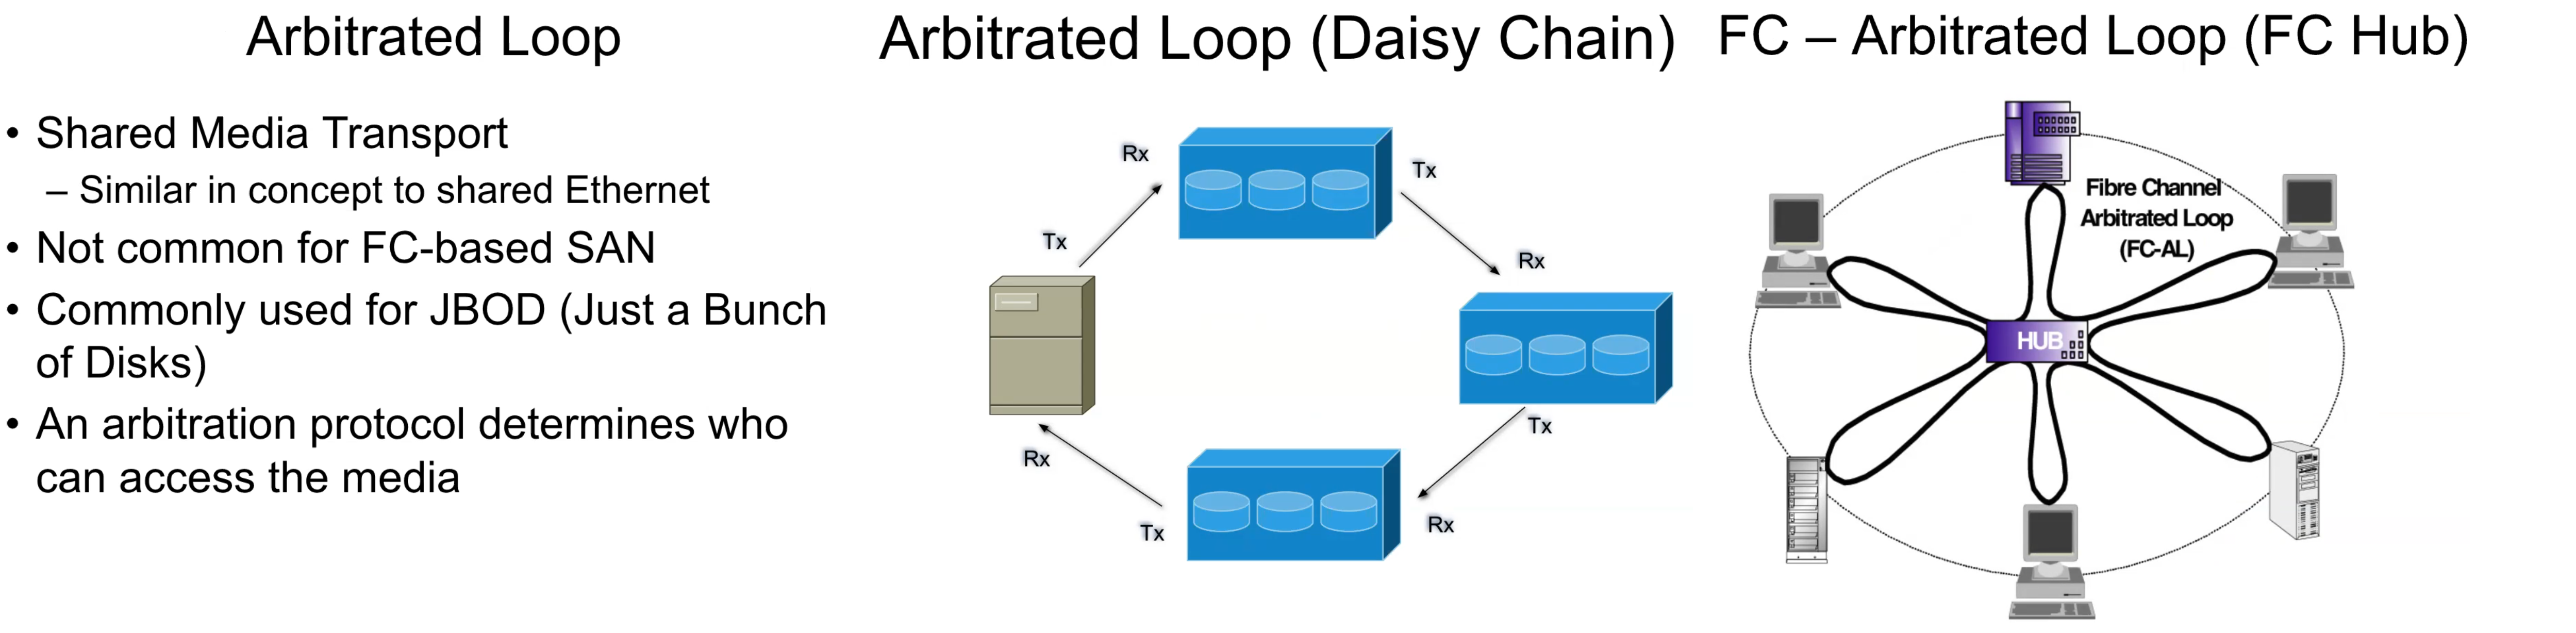 Arbitrated Loop
• Shared Media Transport
– Similar in concept to shared Ethernet
• Not common for FC-based SAN
• Commonly used for JBOD (Just a Bunch
of Disks)
• An arbitration protocol determines who
can access the media
Arbitrated Loop (Daisy Chain)
Rx
Tx
Tx
Rx
Rx
Tx
Tx
Rx
FC – Arbitrated Loop (FC Hub)
Fibre Channel
Arbitrated Loop
(FC-AL)
HUB